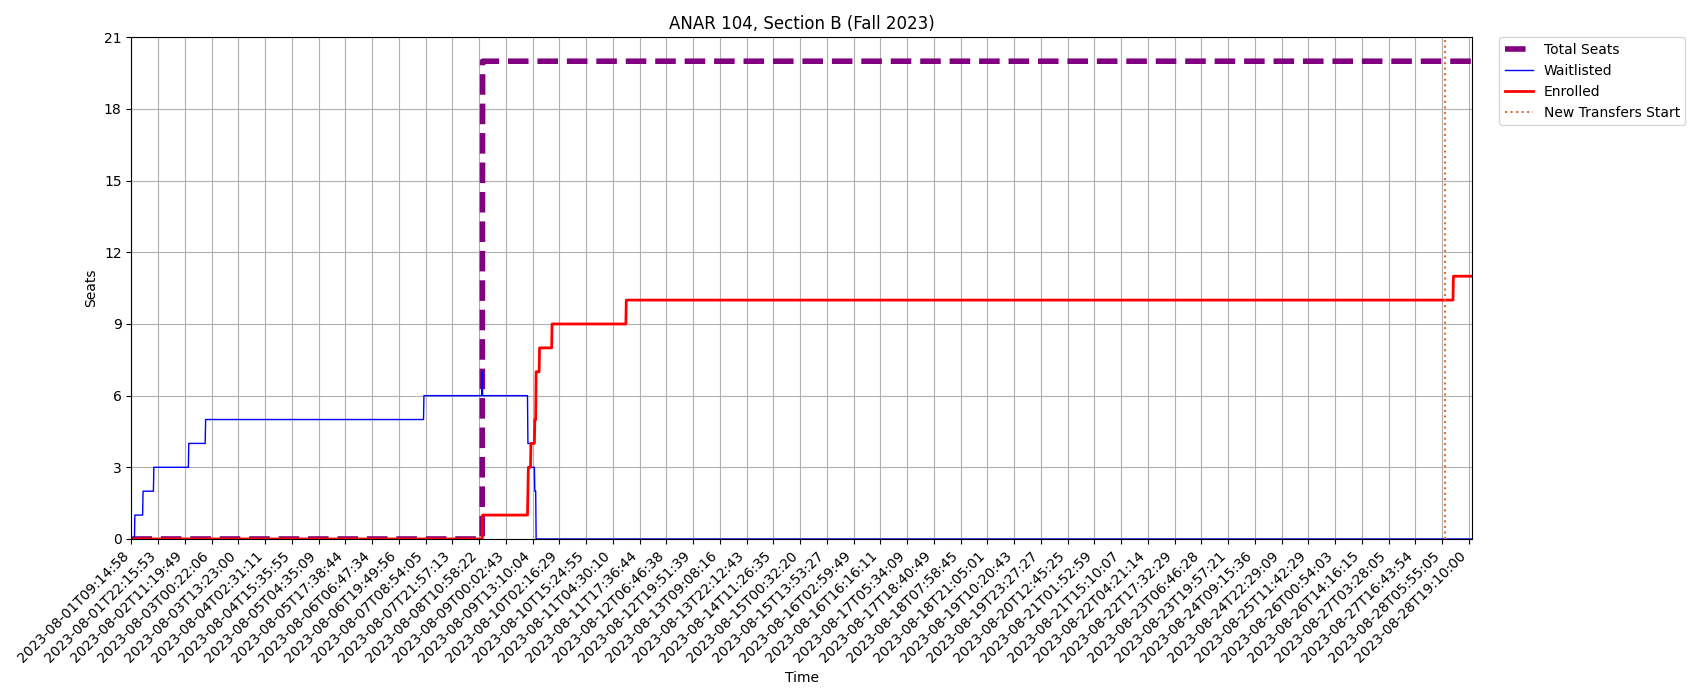 ANAR 104, Section B (Fall 2023)
21
18
15
12
9
6
3
0
Seats
Total Seats
Waitlisted
Enrolled
New Transfers Start
2023-08-01T09:14:58
2023-08-01T22:15:53
2023-08-02T11:19:49
2023-08-03T00:22:06
2023-08-03T13:23:00
2023-08-04T02:31:11
2023-08-04T15:35:55
2023-08-05T04:35:09
2023-08-05T17:38:44
2023-08-06T06:47:34
2023-08-06T19:49:56
2023-08-07T08:54:05
2023-08-07T21:57:13
2023-08-08T10:58:22
2023-08-09T00:02:43
2023-08-09T13:10:04
2023-08-10T02:16:29
2023-08-10T15:24:55
2023-08-11T04:30:10
2023-08-11T17:36:44
2023-08-12T06:46:38
2023-08-12T19:51:39
2023-08-13T09:08:16
2023-08-13T22:12:43
2023-08-14T11:26:35
2023-08-15T00:32:20
2023-08-15T13:53:27
2023-08-16T02:59:49
2023-08-16T16:16:11
2023-08-17T05:34:09
2023-08-17T18:40:49
2023-08-18T07:58:45
2023-08-18T21:05:01
2023-08-19T10:20:43
2023-08-19T23:27:27
2023-08-20T12:45:25
2023-08-21T01:52:59
2023-08-21T15:10:07
2023-08-22T04:21:14
2023-08-22T17:32:29
2023-08-23T06:46:28
2023-08-23T19:57:21
2023-08-24T09:15:36
2023-08-24T22:29:09
2023-08-25T11:42:29
2023-08-26T00:54:03
2023-08-26T14:16:15
2023-08-27T03:28:05
2023-08-27T16:43:54
2023-08-28T05:55:05
2023-08-28T19:10:00
Time